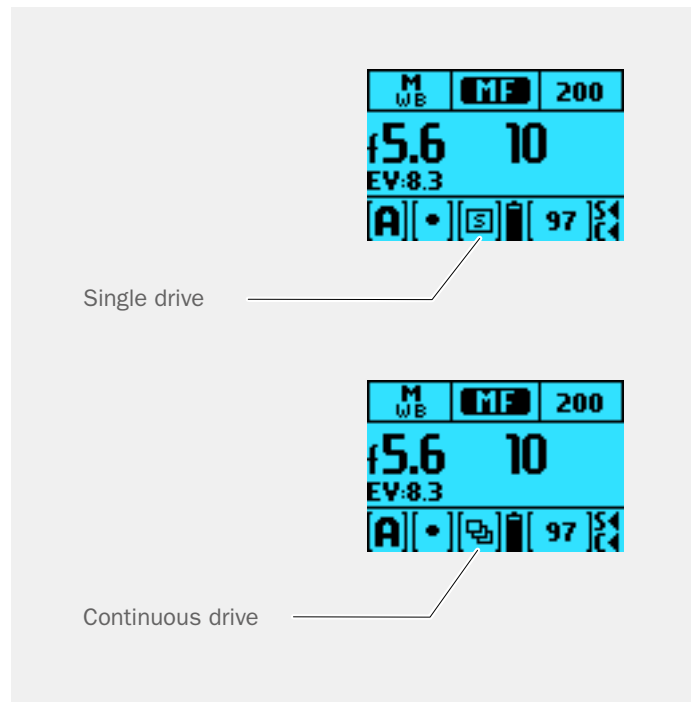 M
WB
MF
200
f5.6 10
EV:8.3
[A][•][S][ 97 ]S
C
Single drive
M
WB
MF
200
f5.6 10
EV:8.3
[A][•][ ][ 97 ]S
C
Continuous drive